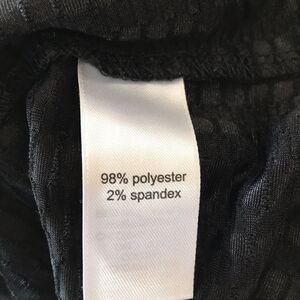 98% polyester
2% spandex